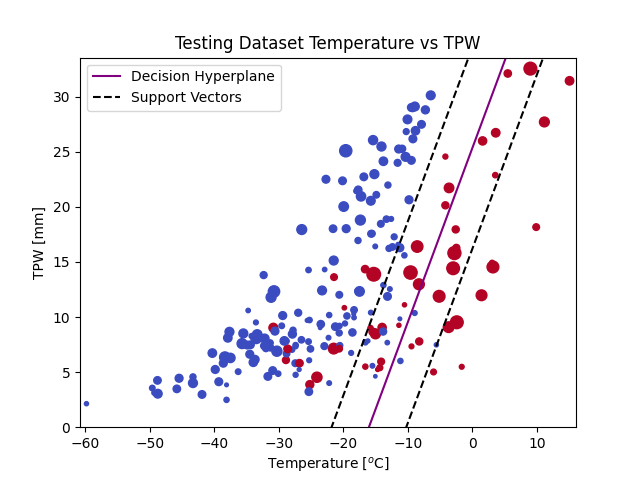 Testing Dataset Temperature vs TPW
Decision Hyperplane
Support Vectors
TPW [mm]
30
25
20
15
10
5
0
−60 −50 −40 −30 −20 −10 0 10
Temperature [°C]